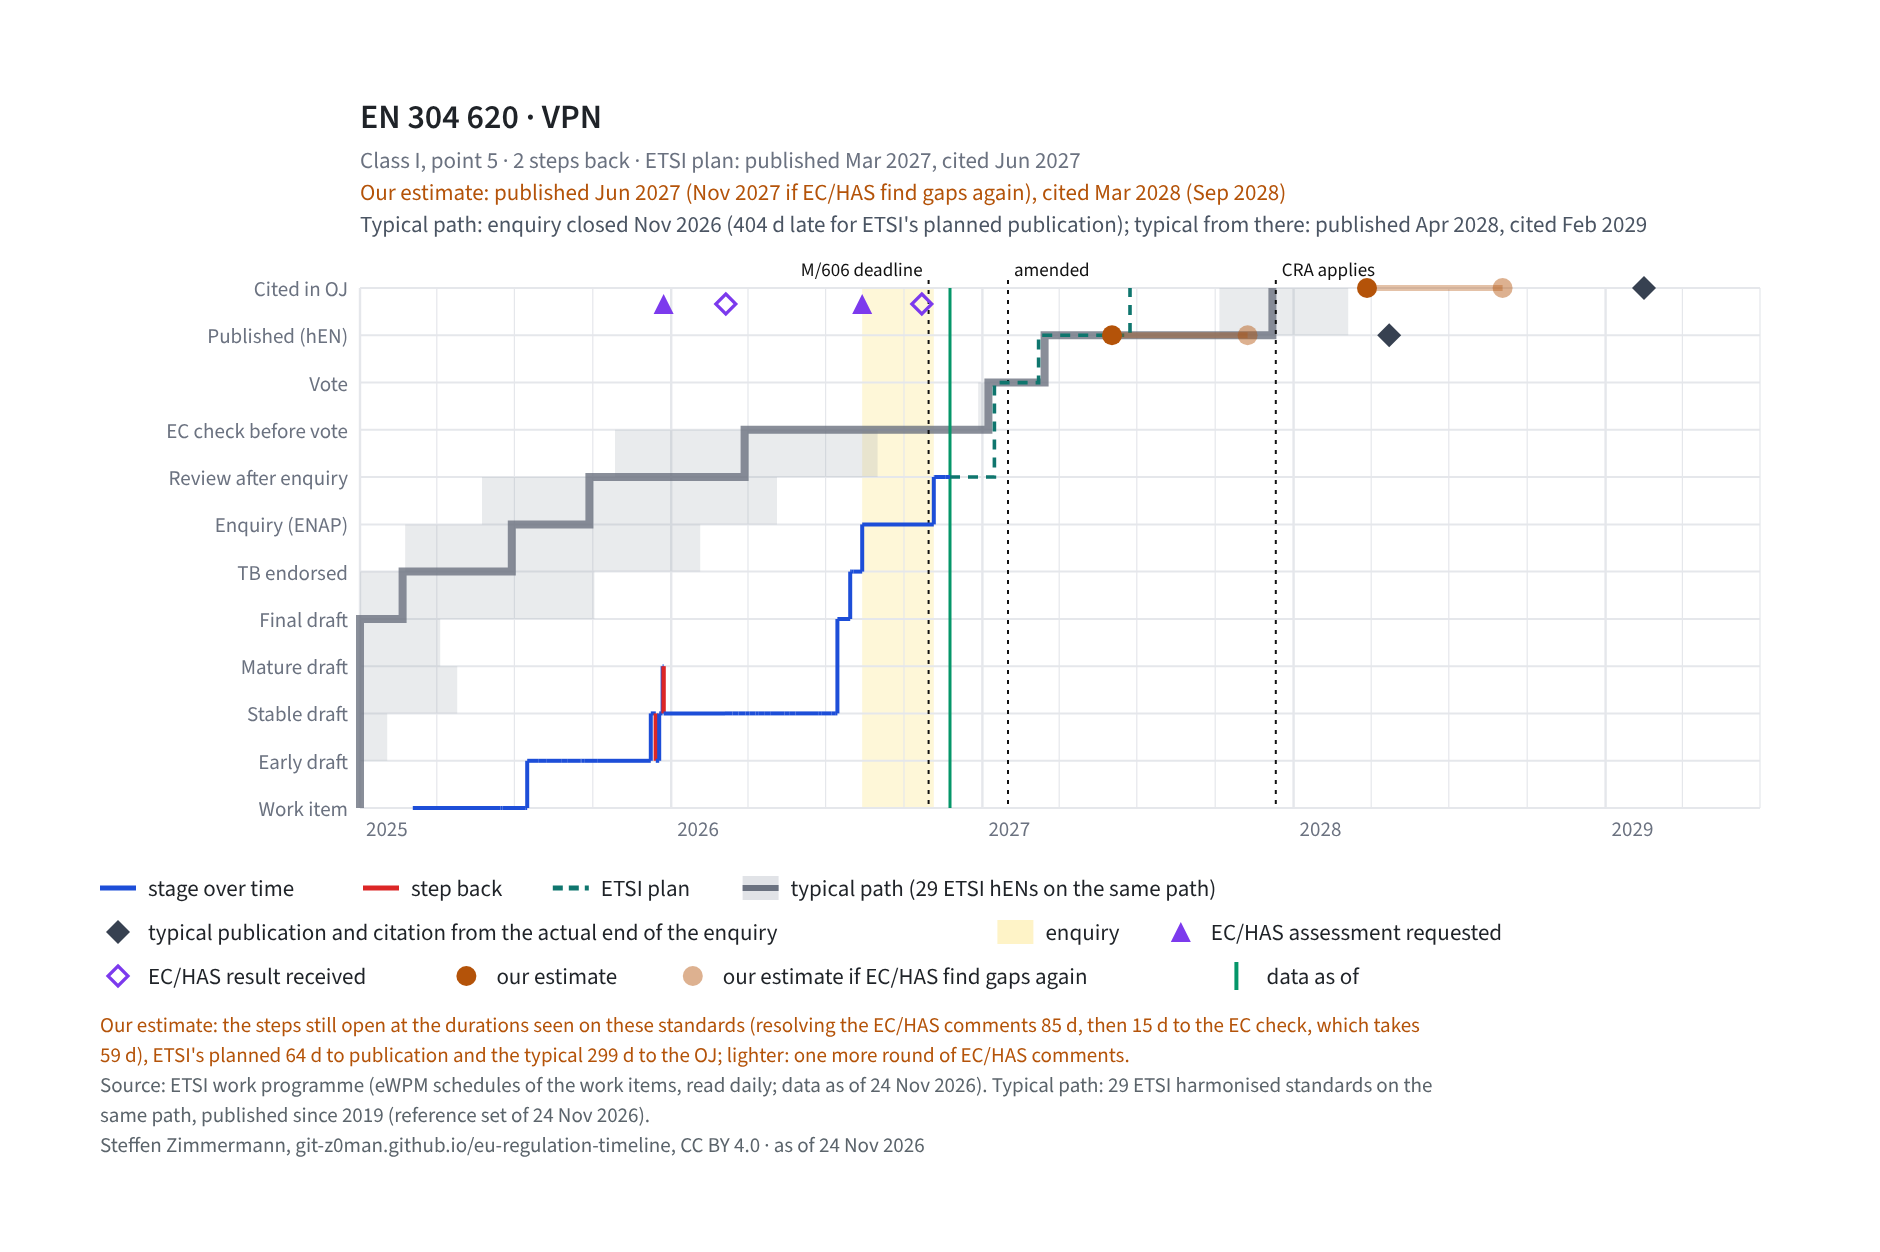 EN 304 620 · VPN
Class I, point 5 · 2 steps back · ETSI plan: published Mar 2027, cited Jun 2027
Our estimate: published Jun 2027 (Nov 2027 if EC/HAS find gaps again), cited Mar 2028 (Sep 2028)
Typical path: enquiry closed Nov 2026 (404 d late for ETSI's planned publication); typical from there: published Apr 2028, cited Feb 2029
M/606 deadline amended CRA applies
Cited in OJ
Published (hEN)
Vote
EC check before vote
Review after enquiry
Enquiry (ENAP)
TB endorsed
Final draft
Mature draft
Stable draft
Early draft
Work item
2025 2026 2027 2028 2029
stage over time step back ETSI plan typical path (29 ETSI hENs on the same path)
typical publication and citation from the actual end of the enquiry enquiry EC/HAS assessment requested
EC/HAS result received our estimate our estimate if EC/HAS find gaps again data as of
Our estimate: the steps still open at the durations seen on these standards (resolving the EC/HAS comments 85 d, then 15 d to the EC check, which takes
59 d), ETSI's planned 64 d to publication and the typical 299 d to the OJ; lighter: one more round of EC/HAS comments.
Source: ETSI work programme (eWPM schedules of the work items, read daily; data as of 24 Nov 2026). Typical path: 29 ETSI harmonised standards on the
same path, published since 2019 (reference set of 24 Nov 2026).
Steffen Zimmermann, git-z0man.github.io/eu-regulation-timeline, CC BY 4.0 · as of 24 Nov 2026